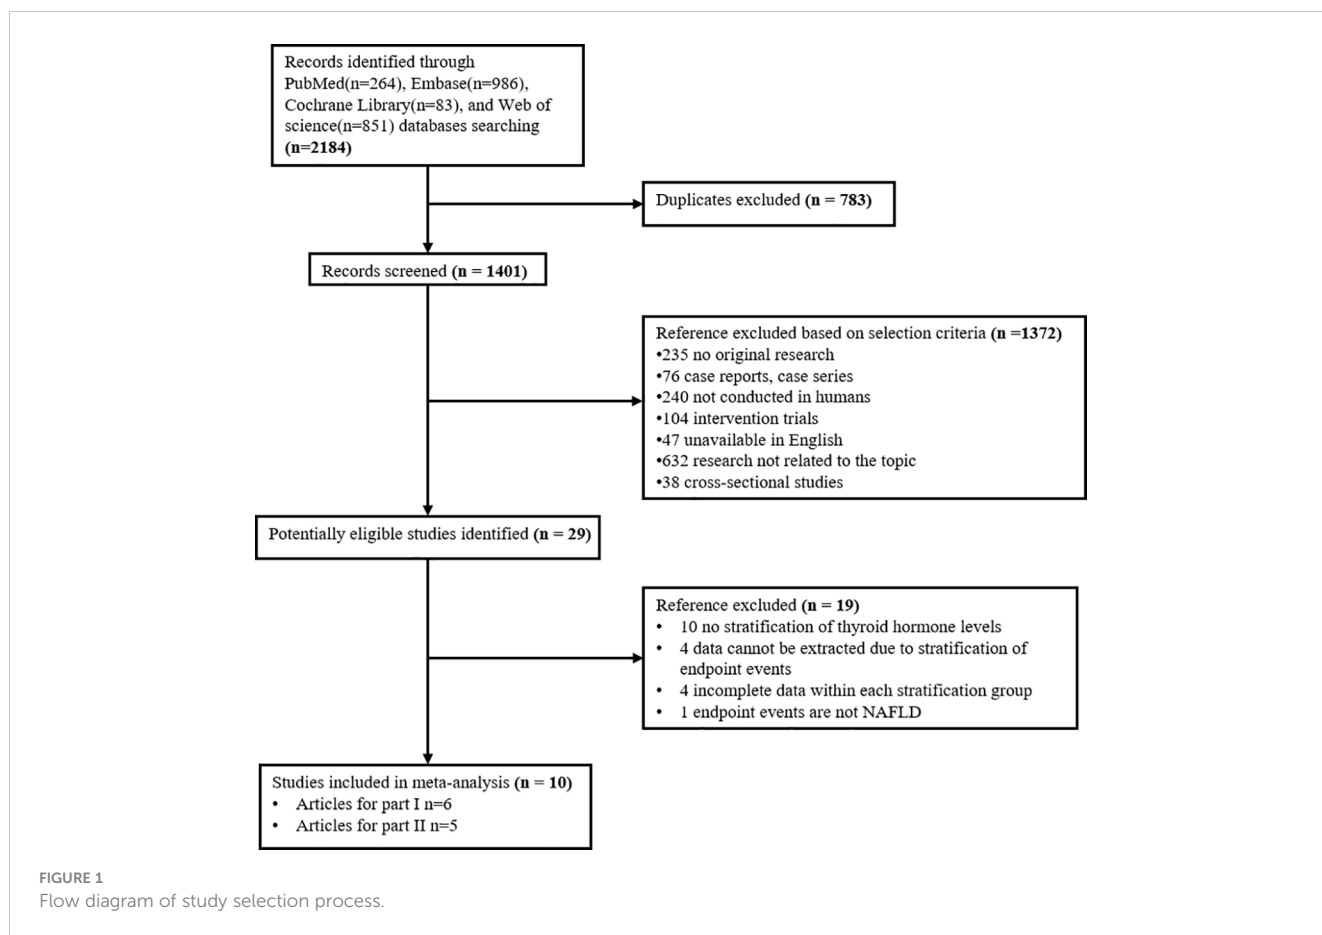 Records identified through
PubMed(n=264), Embase(n=986),
Cochrane Library(n=83), and Web of
science(n=851) databases searching
(n=2184)
Duplicates excluded (n = 783)
Records screened (n = 1401)
Reference excluded based on selection criteria (n =1372)
•235 no original research
•76 case reports, case series
•240 not conducted in humans
•104 intervention trials
•47 unavailable in English
•632 research not related to the topic
•38 cross-sectional studies
Potentially eligible studies identified (n = 29)
Reference excluded (n = 19)
• 10 no stratification of thyroid hormone levels
• 4 data cannot be extracted due to stratification of
endpoint events
• 4 incomplete data within each stratification group
• 1 endpoint events are not NAFLD
Studies included in meta-analysis (n = 10)
• Articles for part I n=6
• Articles for part II n=5
FIGURE 1
Flow diagram of study selection process.